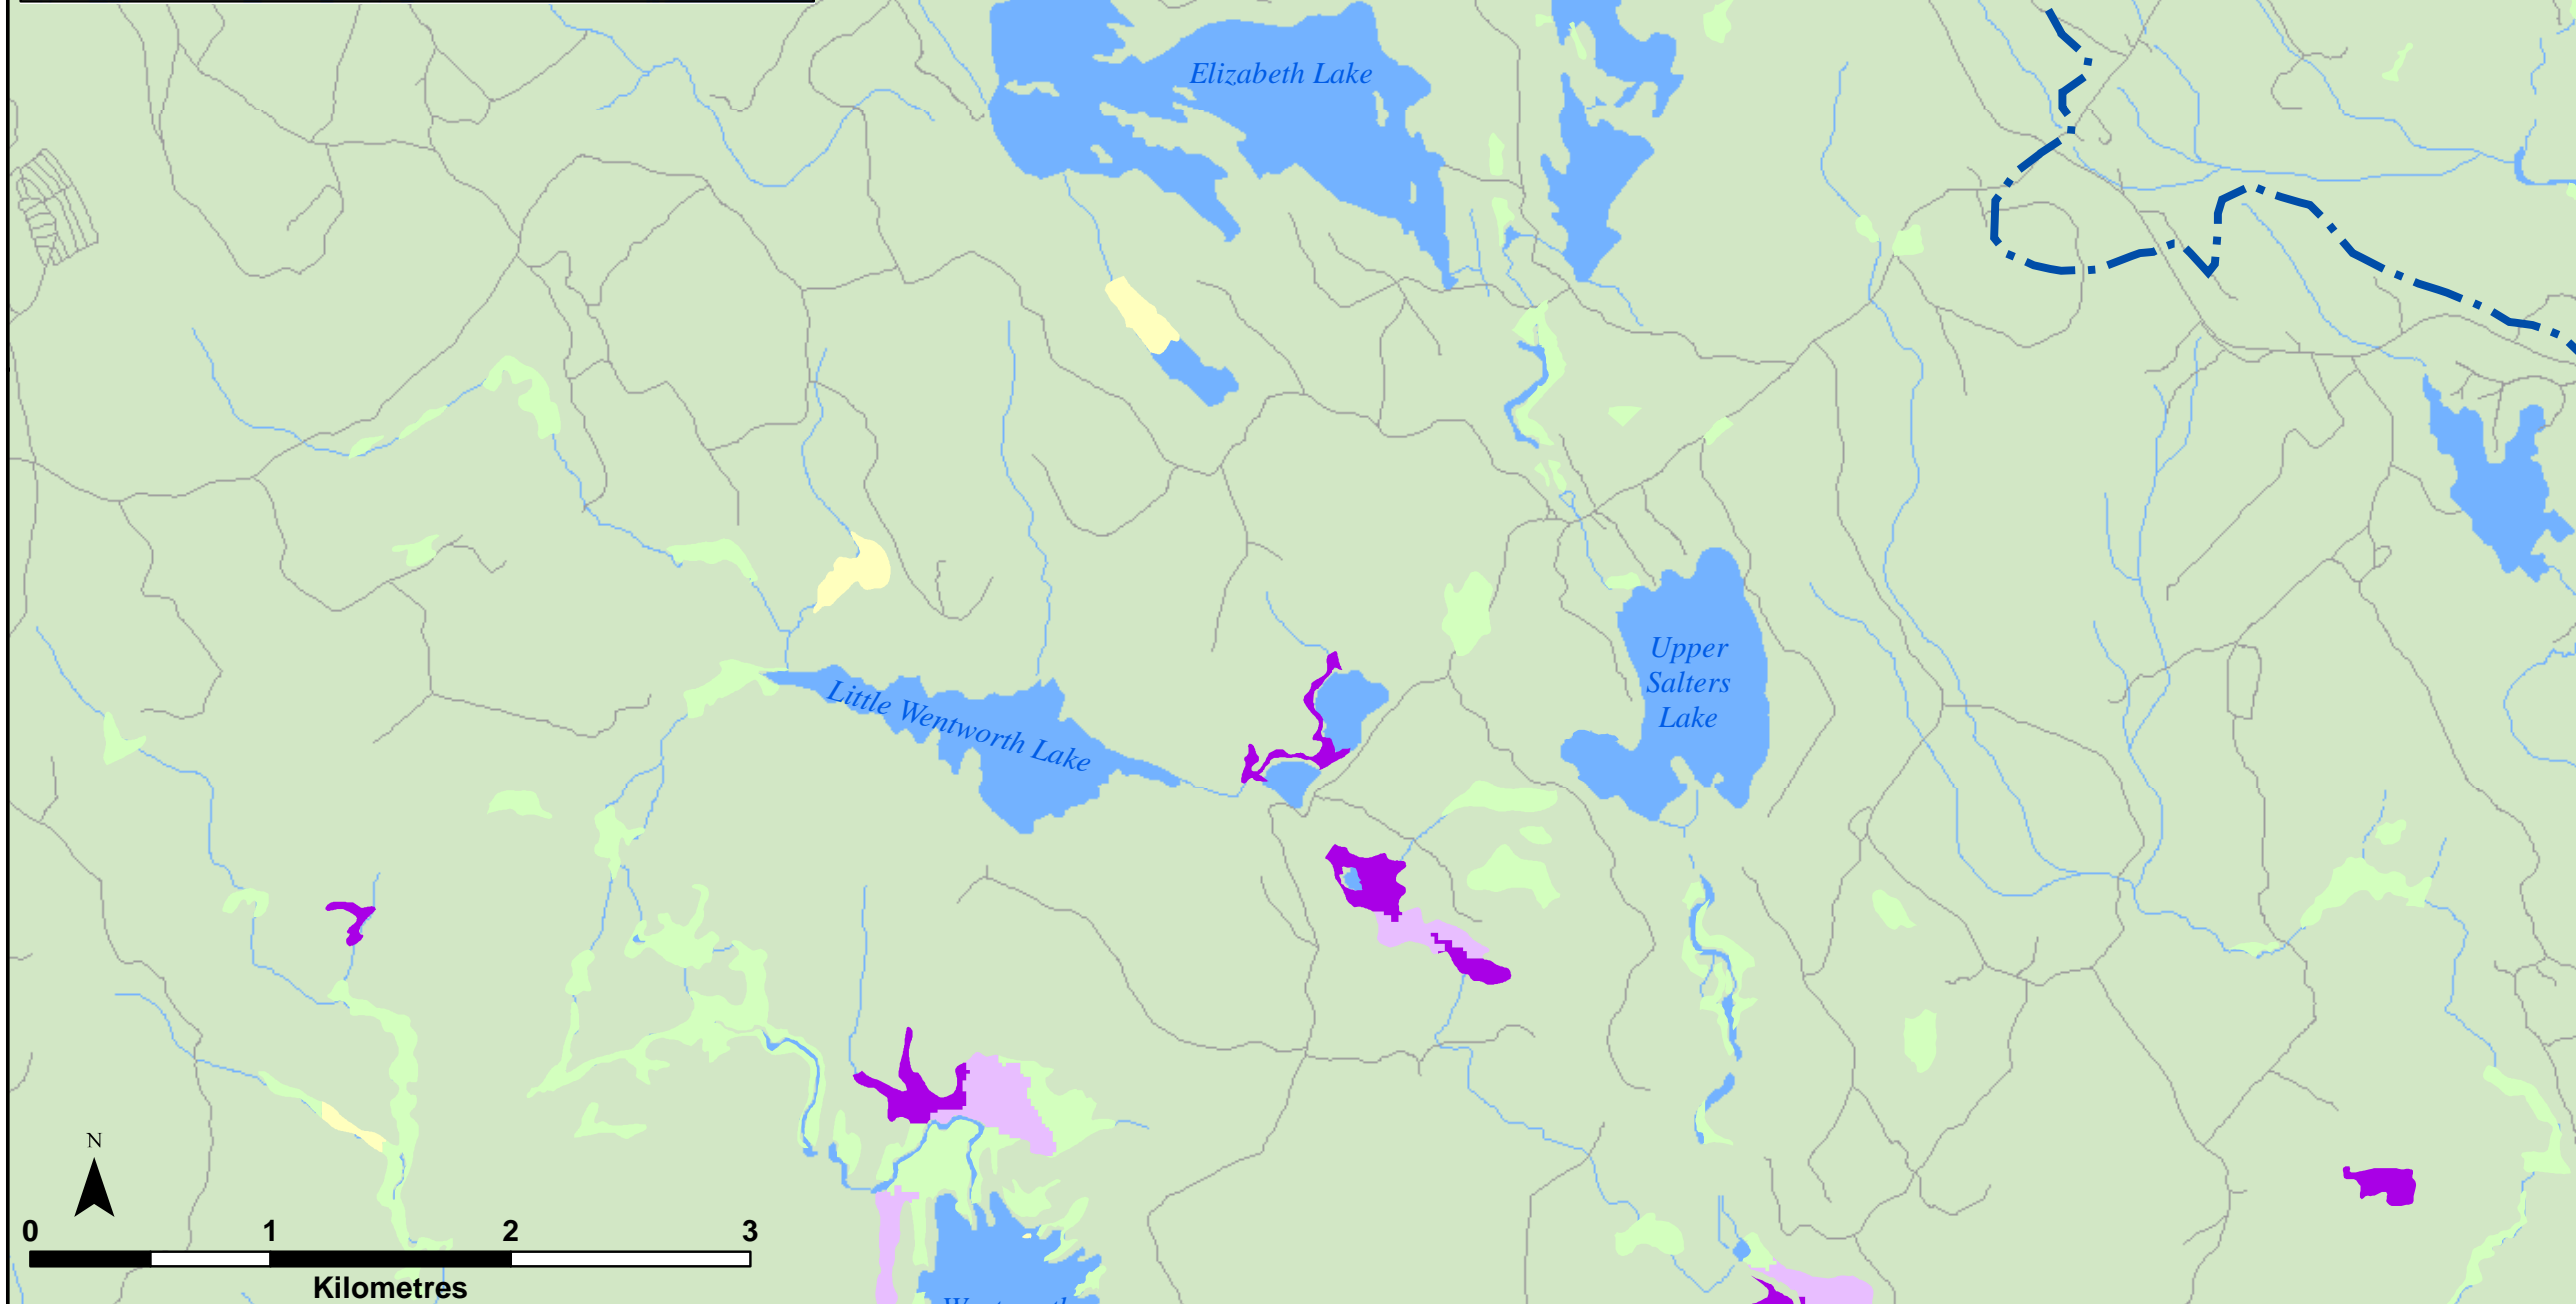 Elizabeth Lake
Upper
Salters
Lake
Little Wentworth Lake
N
0 1 2 3
Kilometres